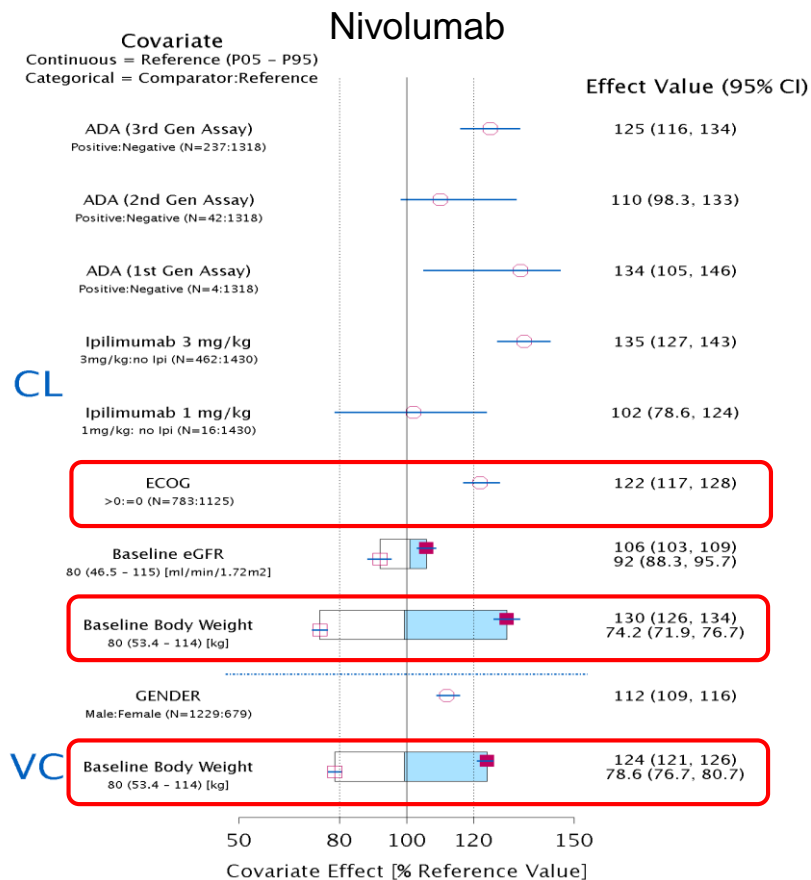 Nivolumab
Covariate
Continuous = Reference (P05 – P95)
Categorical = Comparator:Reference
Effect Value (95% CI)
ADA (3rd Gen Assay)
Positive:Negative (N=237:1318)
125 (116, 134)
ADA (2nd Gen Assay)
Positive:Negative (N=42:1318)
110 (98.3, 133)
ADA (1st Gen Assay)
Positive:Negative (N=4:1318)
134 (105, 146)
Ipilimumab 3 mg/kg
3mg/kg:no Ipi (N=462:1430)
135 (127, 143)
CL
Ipilimumab 1 mg/kg
1mg/kg: no Ipi (N=16:1430)
102 (78.6, 124)
ECOG
>0:=0 (N=783:1125)
122 (117, 128)
Baseline eGFR
80 (46.5 – 115) [ml/min/1.72m2]
106 (103, 109)
92 (88.3, 95.7)
Baseline Body Weight
80 (53.4 – 114) [kg]
130 (126, 134)
74.2 (71.9, 76.7)
GENDER
Male:Female (N=1229:679)
112 (109, 116)
VC
Baseline Body Weight
80 (53.4 – 114) [kg]
124 (121, 126)
78.6 (76.7, 80.7)
50 80 100 120 150
Covariate Effect [% Reference Value]